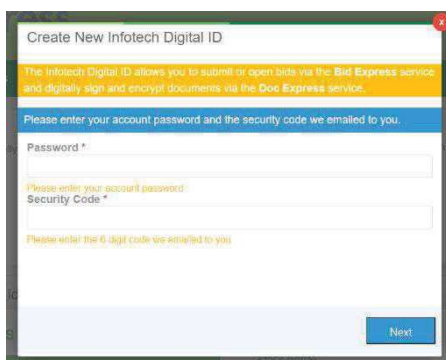 x
Create New Infotech Digital ID
The Infotech Digital ID allows you to submit or open bids via the Bid Express service
and digitally sign and encrypt documents via the Doc Express service.
Please enter your account password and the security code we emailed to you.
Password *
Please enter your account password
Security Code *
Please enter the 6 digit code we emailed to you
Next